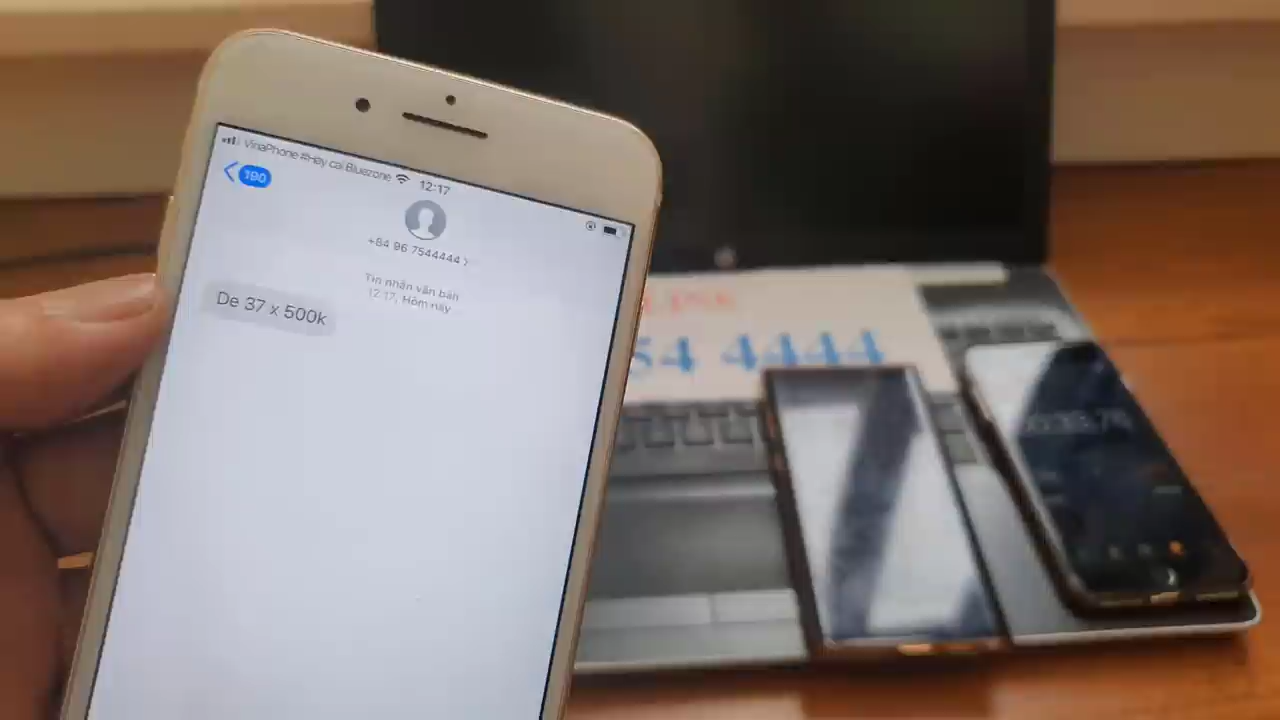 VinaPhone #Hay cai Bluezone 12:17
190
+84 96 7544444
Tin nhắn văn bản
12:17, Hôm nay
De 37 x 500k
54 4444